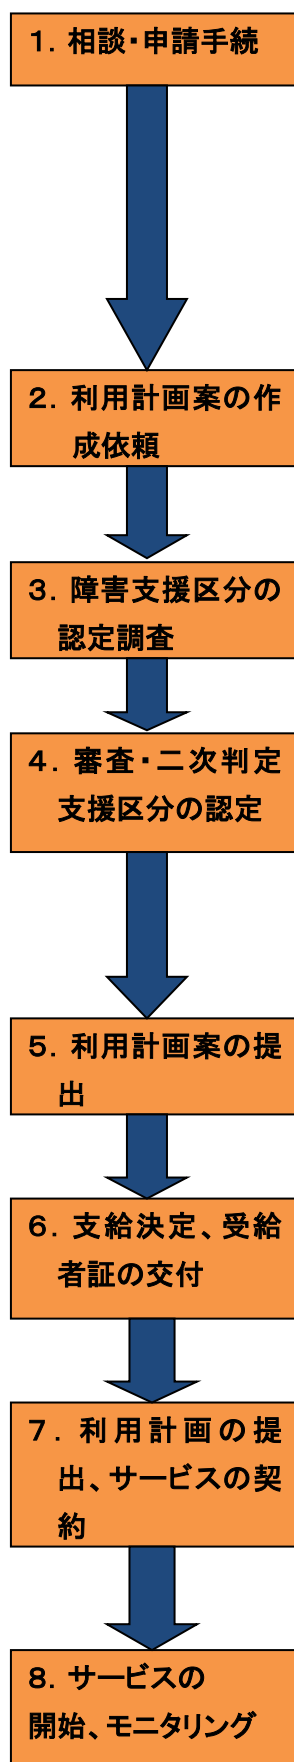 1．相談・申請手続
2．利用計画案の作
成依頼
3．障害支援区分の
認定調査
4．審査・二次判定
支援区分の認定
5．利用計画案の提
出
6．支給決定、受給
者証の交付
7．利用計画の提
出、サービスの契
約
8．サービスの
開始、モニタリング